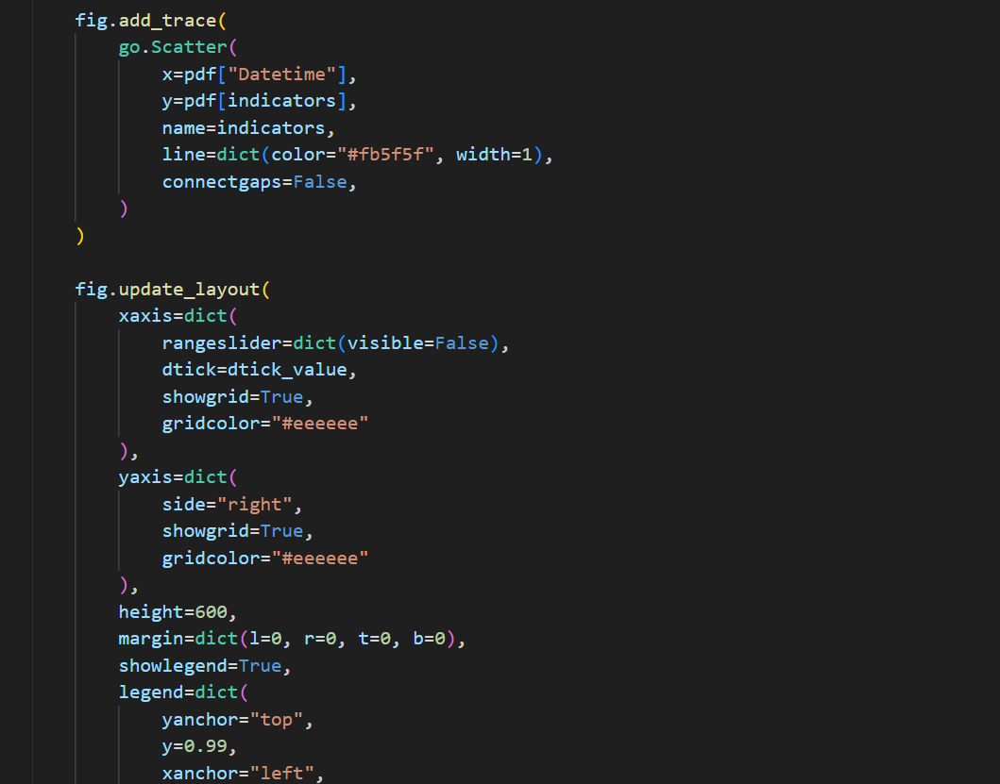 fig.add_trace(
go.Scatter(
x=pdf["Datetime"],
y=pdf[indicators],
name=indicators,
line=dict(color="#fb5f5f", width=1),
connectgaps=False,
)
)
fig.update_layout(
xaxis=dict(
rangeslider=dict(visible=False),
dtick=dtick_value,
showgrid=True,
gridcolor="#eeeeee"
),
yaxis=dict(
side="right",
showgrid=True,
gridcolor="#eeeeee"
),
height=600,
margin=dict(l=0, r=0, t=0, b=0),
showlegend=True,
legend=dict(
yanchor="top",
y=0.99,
xanchor="left",